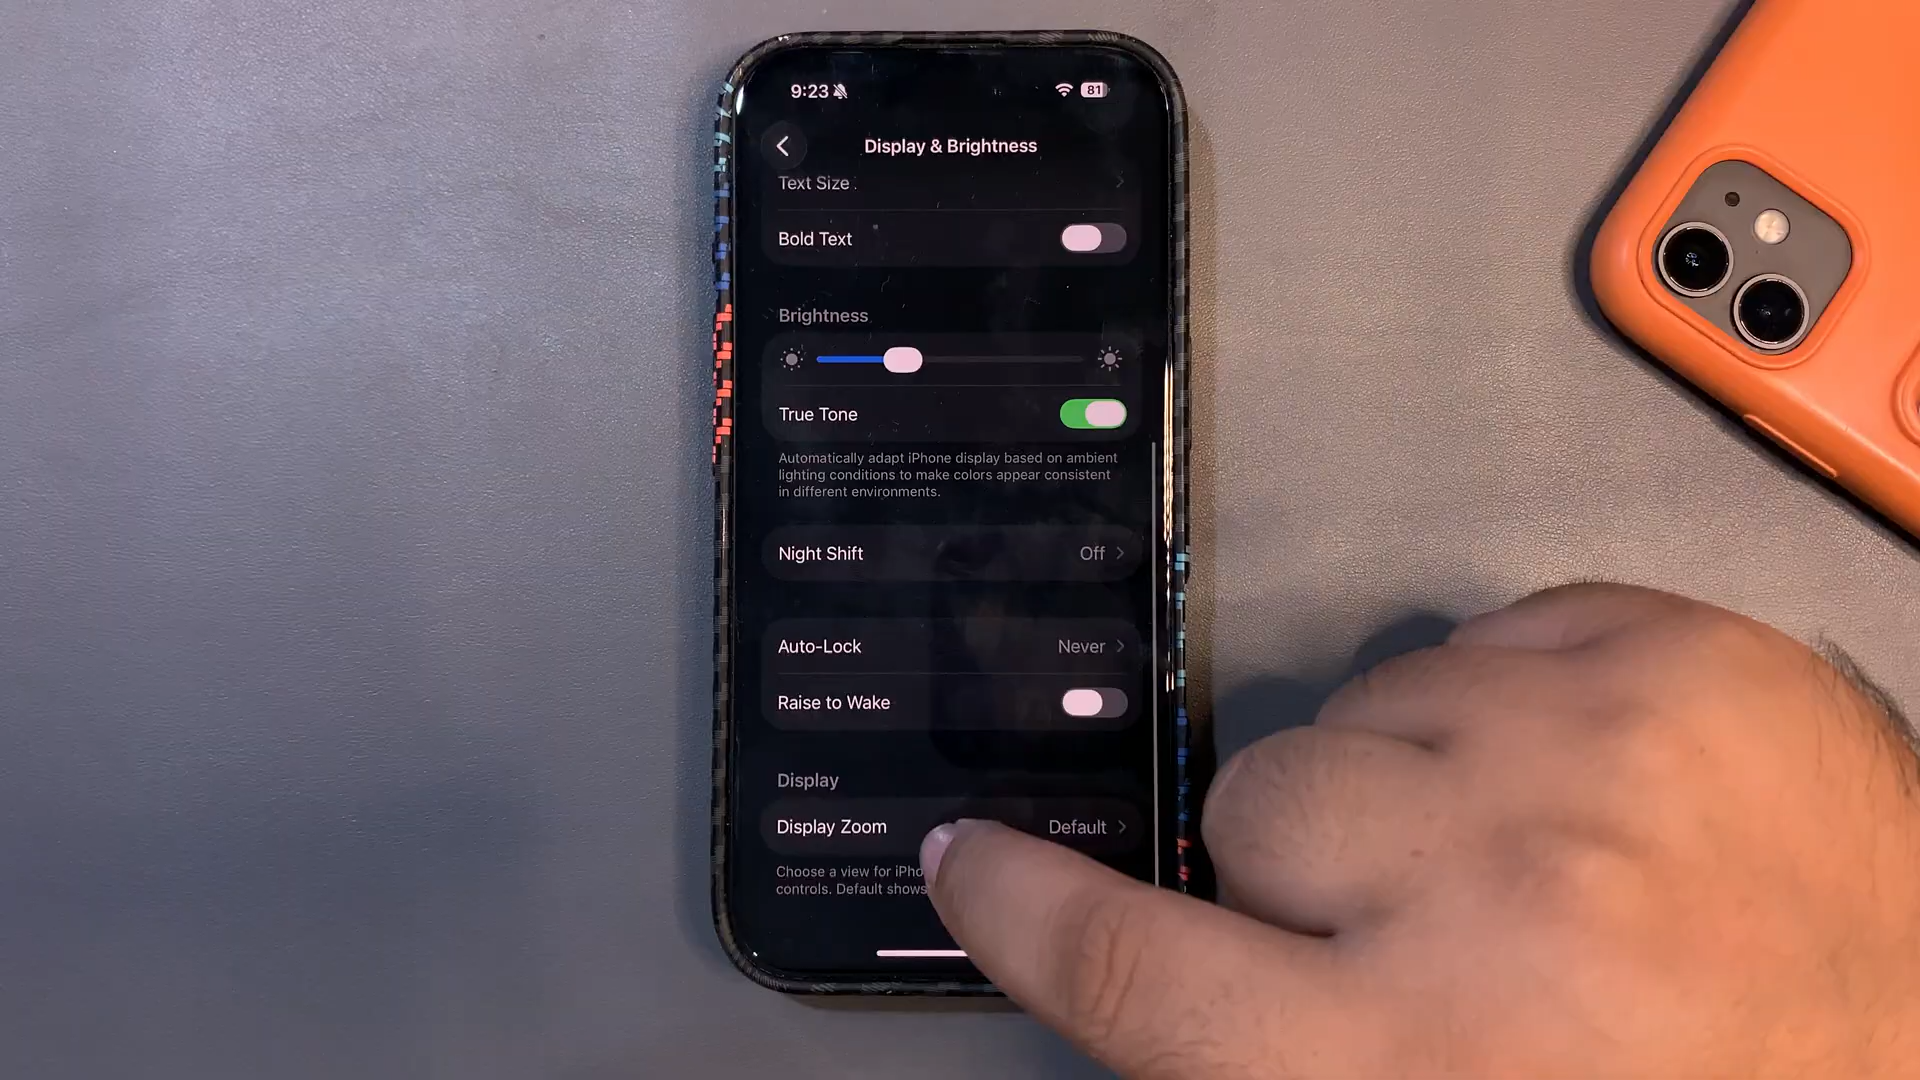 9:23
81
Display & Brightness
Text Size
Bold Text
Brightness
True Tone
Automatically adapt iPhone display based on ambient
lighting conditions to make colors appear consistent
in different environments.
Night Shift Off
Auto-Lock Never
Raise to Wake
Display
Display Zoom Default
Choose a view for
controls. Default shows